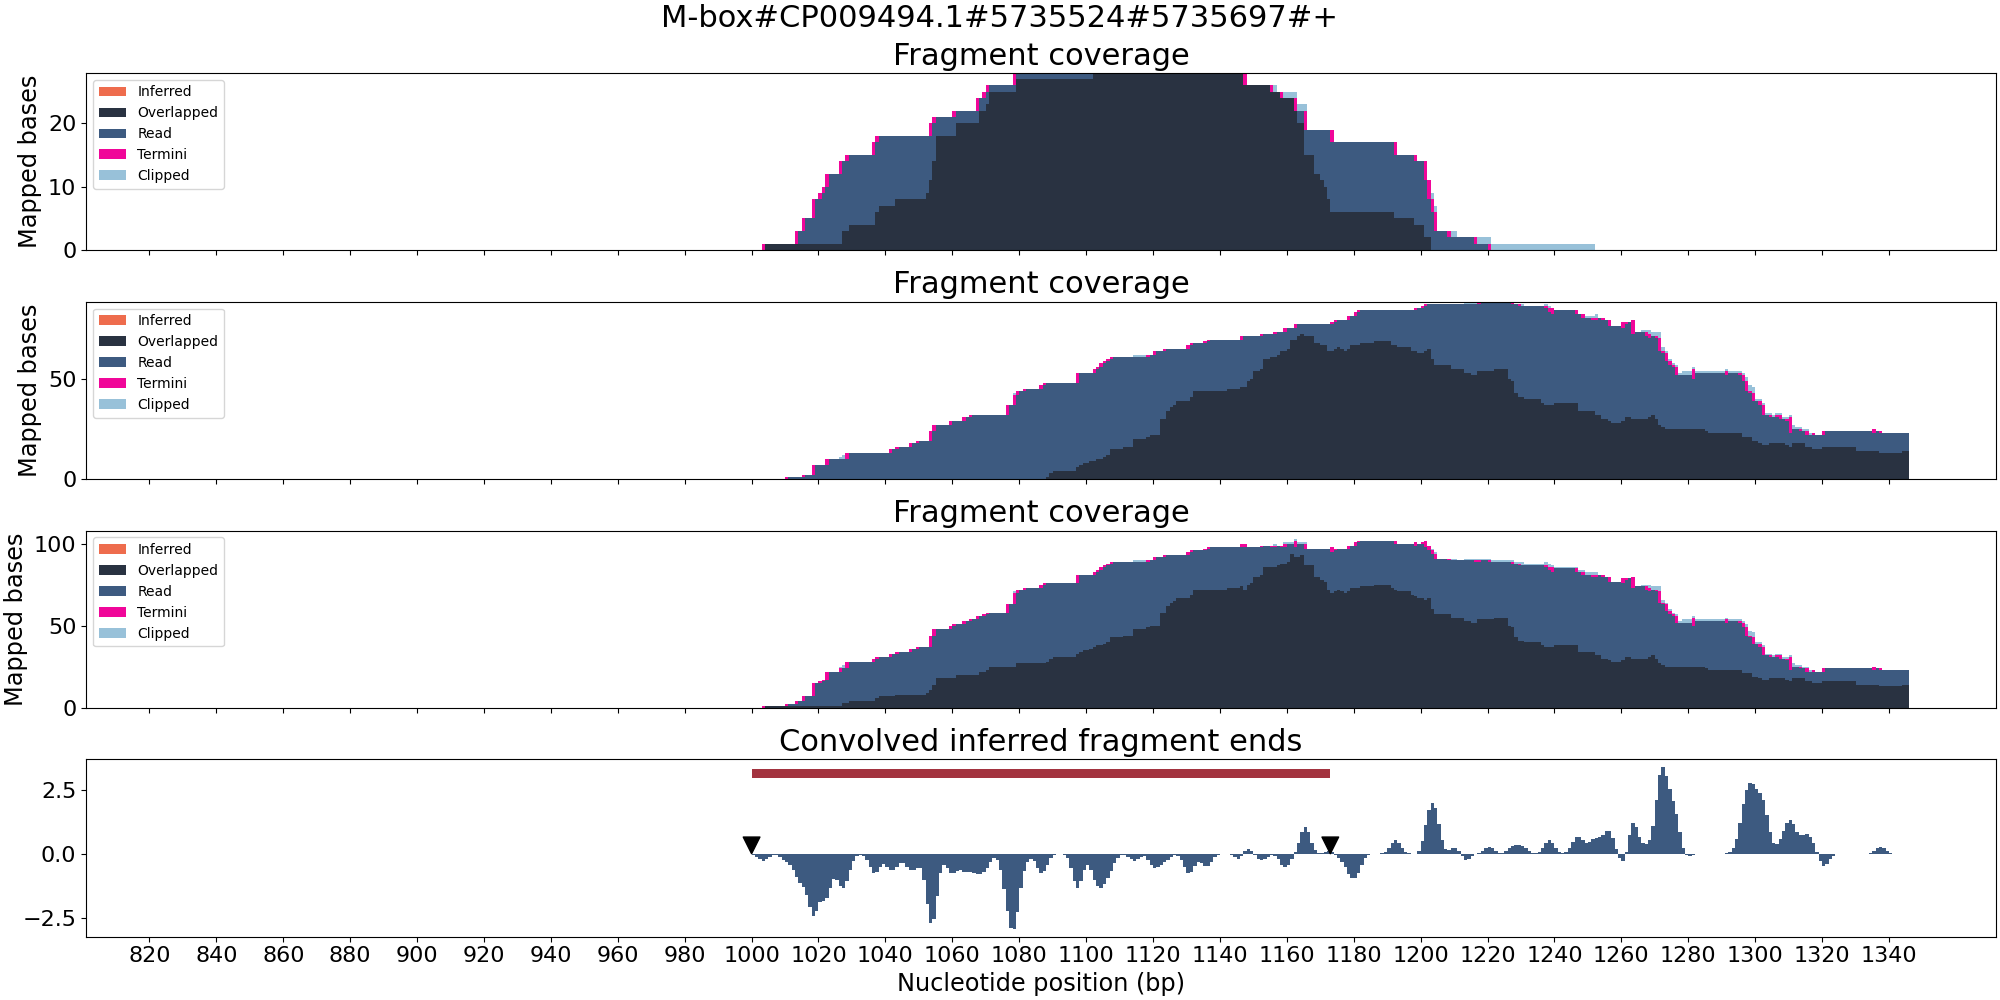 M-box#CP009494.1#5735524#5735697#+
Fragment coverage
Mapped bases
20
10
0
Inferred
Overlapped
Read
Termini
Clipped
Fragment coverage
Mapped bases
50
0
Inferred
Overlapped
Read
Termini
Clipped
Fragment coverage
Mapped bases
100
50
0
Inferred
Overlapped
Read
Termini
Clipped
Convolved inferred fragment ends
2.5
0.0
−2.5
820 840 860 880 900 920 940 960 980 1000 1020 1040 1060 1080 1100 1120 1140 1160 1180 1200 1220 1240 1260 1280 1300 1320 1340
Nucleotide position (bp)